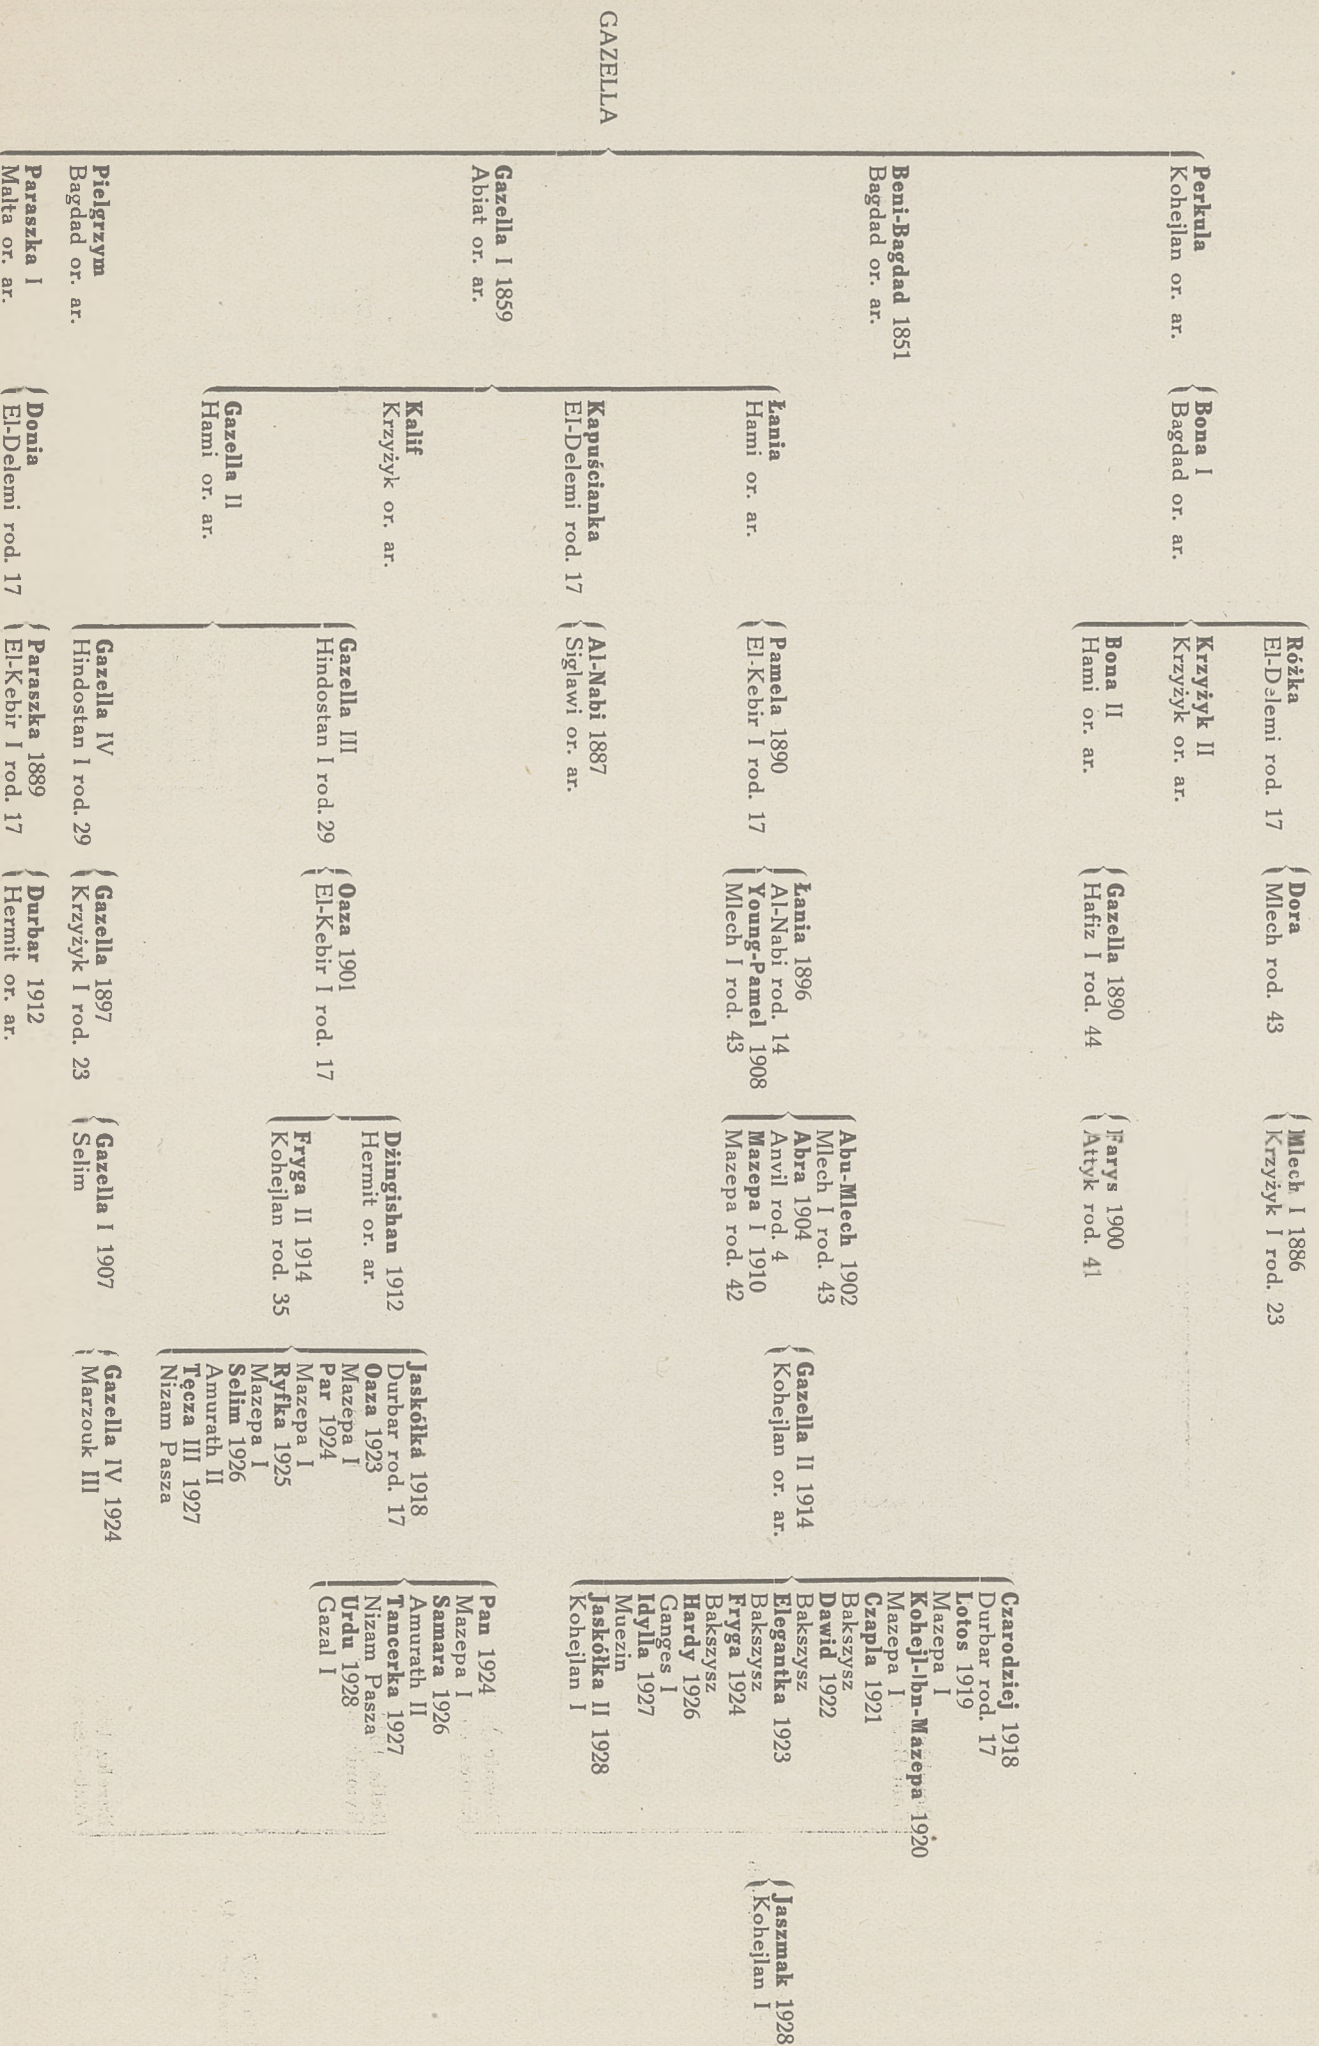 GAZELLA
Perkula
Kohejlan or. ar.
Beni-Bagdad 1851
Bagdad or. ar.
Gazella I 1859
Abiat or. ar.
Pielgrzym
Bagdad or. ar.
Paraszka I
Malta or. ar.
Bona I
Bagdad or. ar.
Łania
Hami or. ar.
Kapuścianka
El-Delemi rod. 17
Kalif
Krzyżyk or. ar.
Gazella II
Hami or. ar.
Donia
El-Delemi rod. 17
Różka
El-Delemi rod. 17
Krzyżyk II
Krzyżyk or. ar.
Bona II
Hami or. ar.
Pamela 1890
El-Kebir I rod. 17
Al-Nabi 1887
Siglawi or. ar.
Gazella III
Hindostan I rod. 29
Gazella IV
Hindostan I rod. 29
Paraszka 1889
El-Kebir I rod. 17
Dora
Mlech rod. 43
Gazella 1890
Hafiz I rod. 44
Łania 1896
Al-Nabi rod. 14
Young-Pamel 1908
Mlech I rod. 43
Oaza 1901
El-Kebir I rod. 17
Gazella 1897
Krzyżyk I rod. 23
Durbar 1912
Hermit or. ar.
Mlech I 1886
Krzyżyk I rod. 23
Farys 1900
Attyk rod. 41
Abu-Mlech 1902
Mlech I rod. 43
Abra 1904
Anvil rod. 4
Mazepa I 1910
Mazepa rod. 42
Dżingishan 1912
Hermit or. ar.
Fryga II 1914
Kohejlan rod. 35
Gazella I 1907
Selim
Gazella II 1914
Kohejlan or. ar.
Jaskółka 1918
Durbar rod. 17
Oaza 1923
Mazepa I
Par 1924
Mazepa I
Ryfka 1925
Mazepa I
Selim 1926
Amurath II
Tęcza III 1927
Nizam Pasza
Gazella IV 1924
Marzouk III
Czarodziej 1918
Durbar rod. 17
Lotos 1919
Mazepa I
Kohejl-Ibn-Mazepa 1920
Mazepa I
Czapla 1921
Bakszysz
Dawid 1922
Bakszysz
Elegantka 1923
Bakszysz
Fryga 1924
Bakszysz
Hardy 1926
Ganges I
Idylla 1927
Muezin
Jaskółka II 1928
Kohejlan I
Pan 1924
Mazepa I
Samara 1926
Amurath II
Tancerka 1927
Nizam Pasza
Urdu 1928
Gazal I
Jaszmak 1928
Kohejlan I